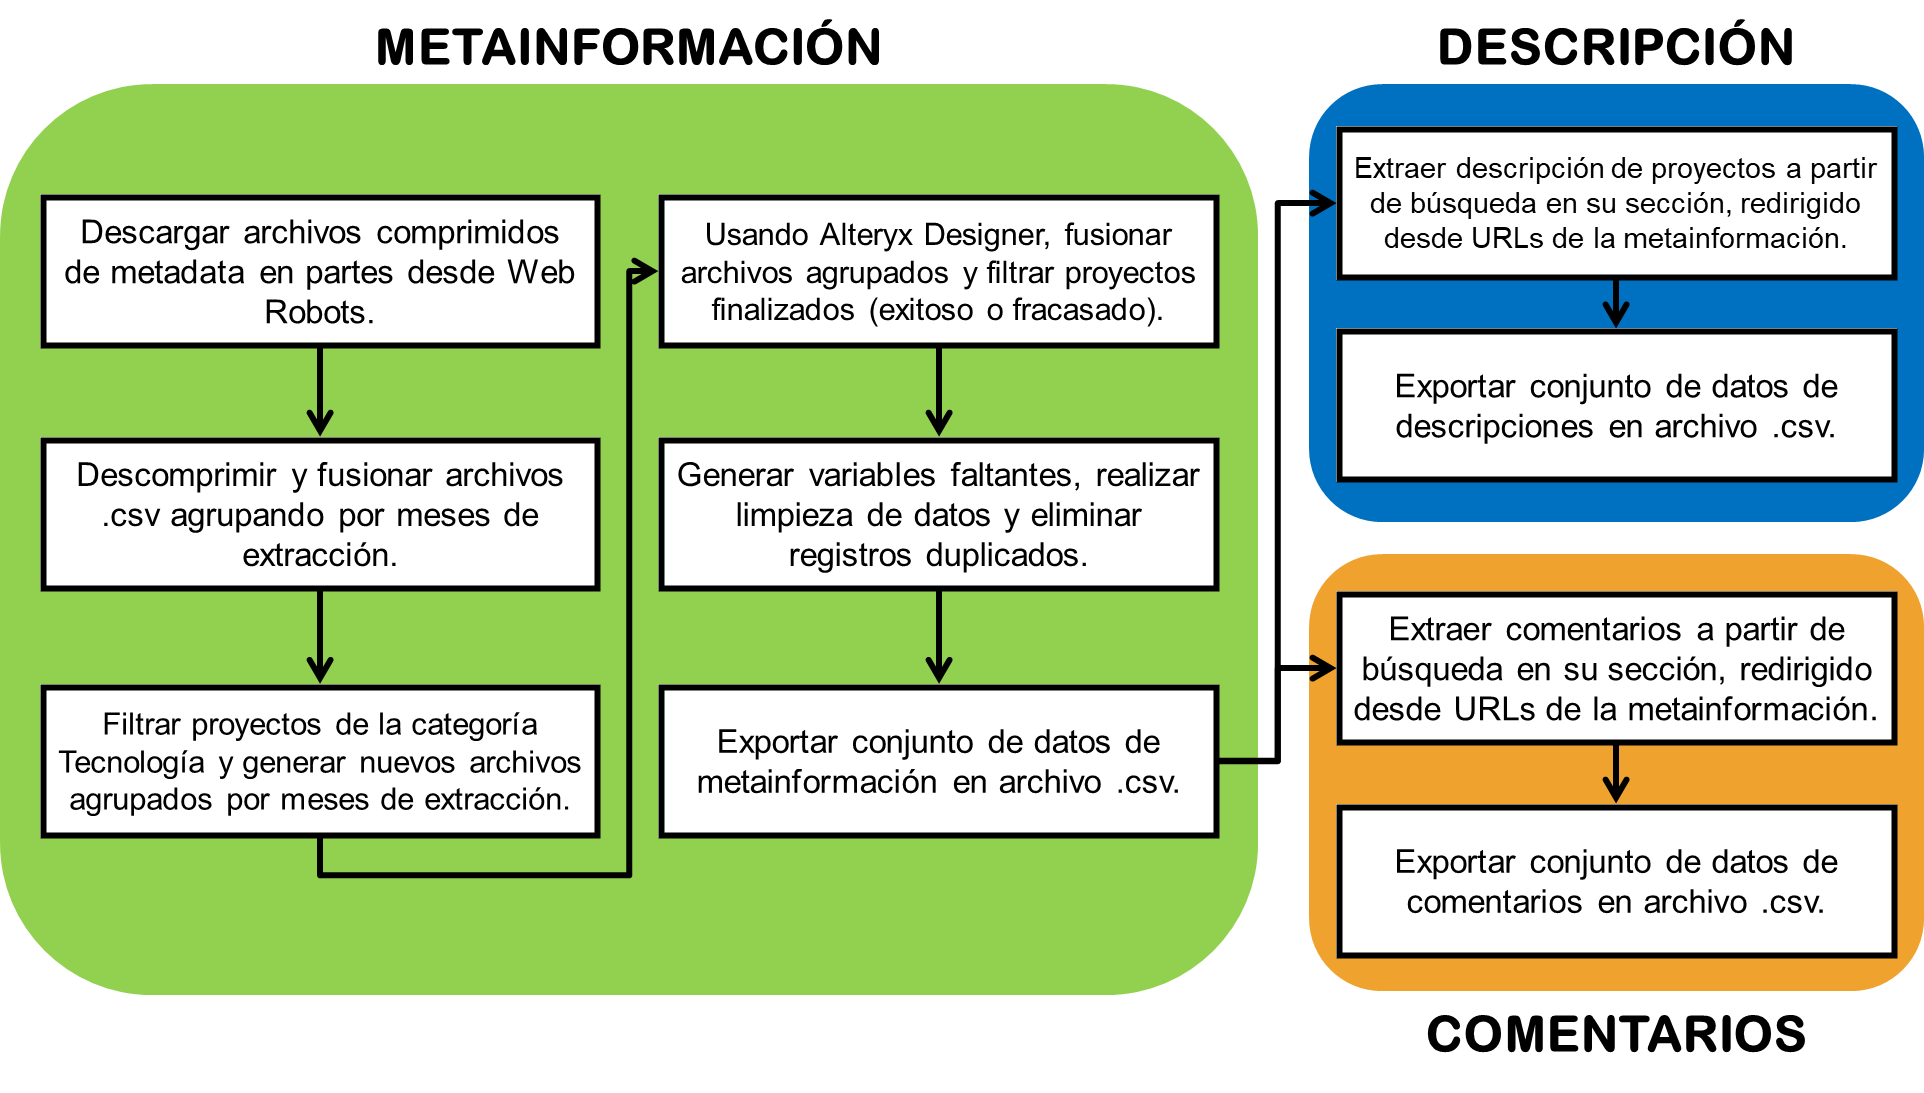 METAINFORMACIÓN
Descargar archivos comprimidos
de metadata en partes desde Web
Robots.
Descomprimir y fusionar archivos
.csv agrupando por meses de
extracción.
Filtrar proyectos de la categoría
Tecnología y generar nuevos archivos
agrupados por meses de extracción.
Usando Alteryx Designer, fusionar
archivos agrupados y filtrar proyectos
finalizados (exitoso o fracasado).
Generar variables faltantes, realizar
limpieza de datos y eliminar
registros duplicados.
Exportar conjunto de datos de
metainformación en archivo .csv.
DESCRIPCIÓN
Extraer descripción de proyectos a partir
de búsqueda en su sección, redirigido
desde URLs de la metainformación.
Exportar conjunto de datos de
descripciones en archivo .csv.
Extraer comentarios a partir de
búsqueda en su sección, redirigido
desde URLs de la metainformación.
Exportar conjunto de datos de
comentarios en archivo .csv.
COMENTARIOS